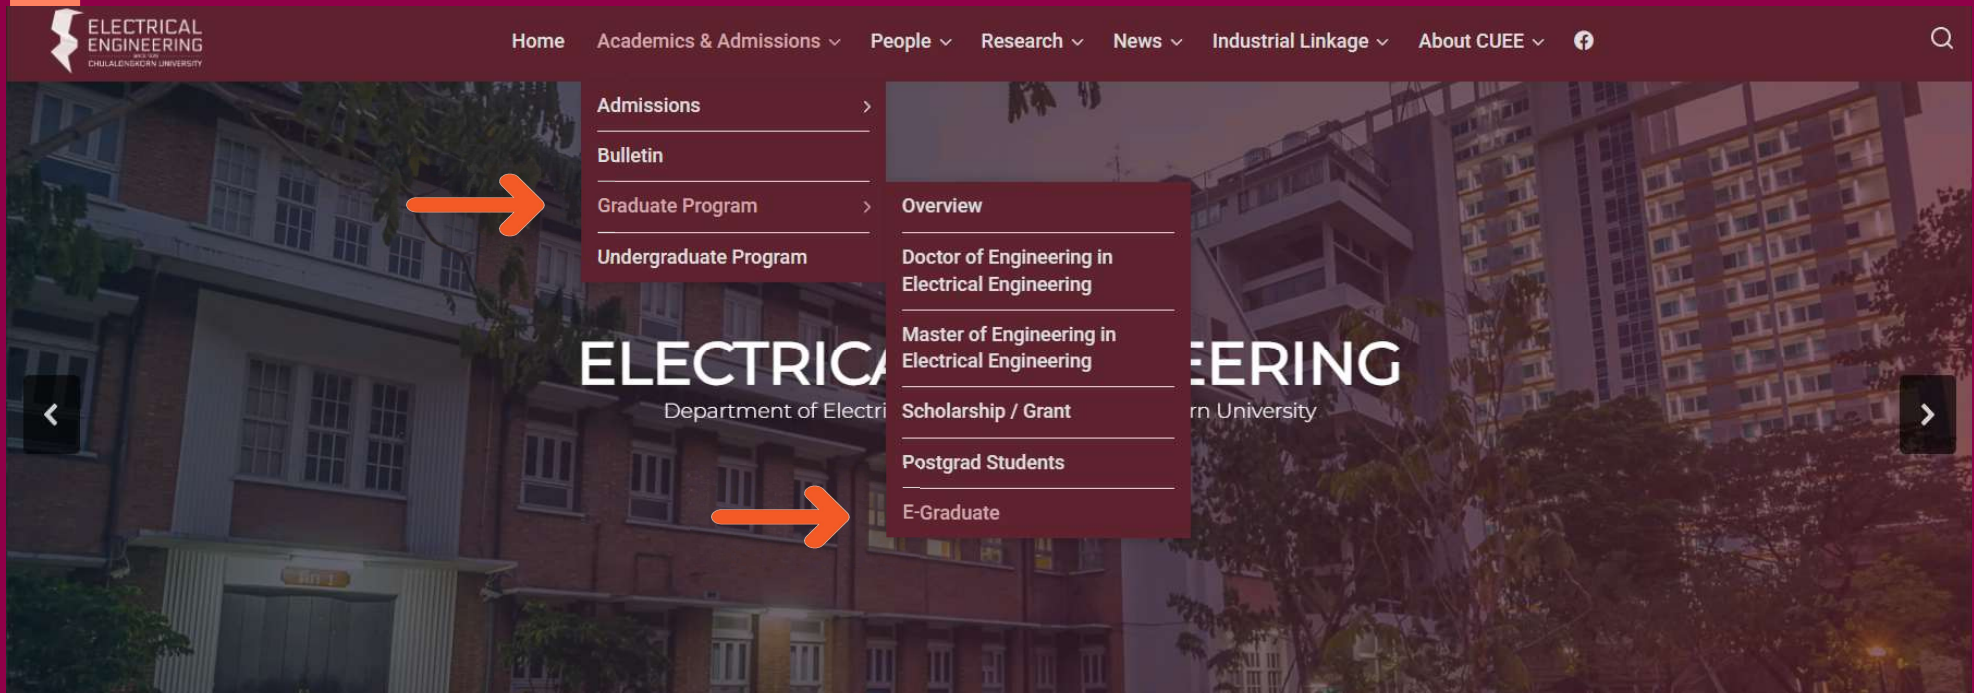 ELECTRICAL
ENGINEERING
CHULALONGKORN UNIVERSITY
Home Academics & Admissions People Research News Industrial Linkage About CUEE
Admissions
Bulletin
Graduate Program
Undergraduate Program
Overview
Doctor of Engineering in
Electrical Engineering
Master of Engineering in
Electrical Engineering
Scholarship / Grant
Postgrad Students
E-Graduate
ELECTRICA EERING
Department of Electri rn University